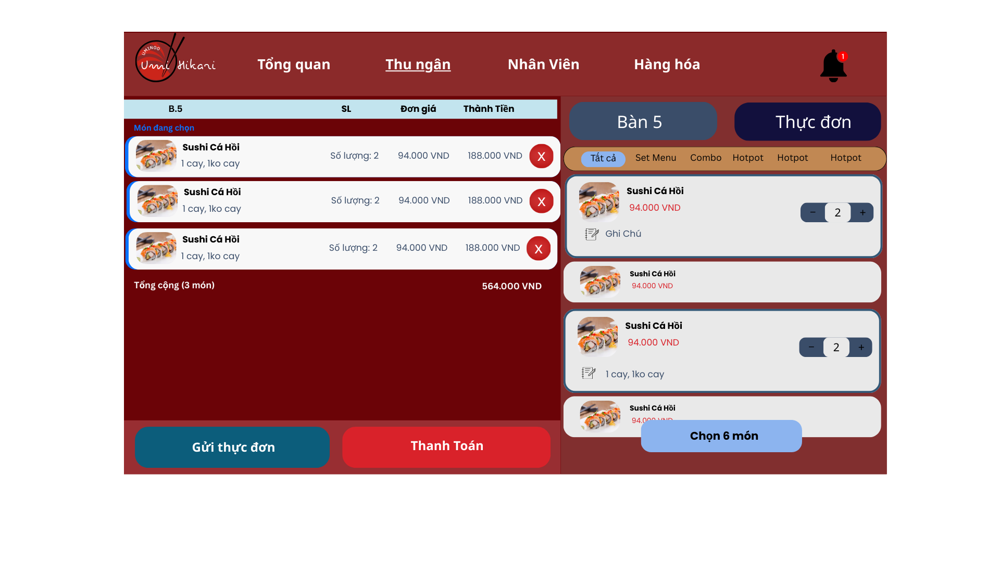 UMINOO
Umi Hikari
Tổng quan
Thu ngân
Nhân Viên
Hàng hóa
1
B.5 SL Đơn giá Thành Tiền
Món đang chọn
Sushi Cá Hồi
1 cay, 1ko cay
Số lượng: 2 94.000 VND 188.000 VND X
Sushi Cá Hồi
1 cay, 1ko cay
Số lượng: 2 94.000 VND 188.000 VND X
Sushi Cá Hồi
1 cay, 1ko cay
Số lượng: 2 94.000 VND 188.000 VND X
Tổng cộng (3 món) 564.000 VND
Gửi thực đơn
Thanh Toán
Bàn 5
Thực đơn
Tất cả Set Menu Combo Hotpot Hotpot Hotpot
Sushi Cá Hồi
94.000 VND
− 2 +
Ghi Chú
Sushi Cá Hồi
94.000 VND
Sushi Cá Hồi
94.000 VND
− 2 +
1 cay, 1ko cay
Sushi Cá Hồi
94.000 VND
Chọn 6 món